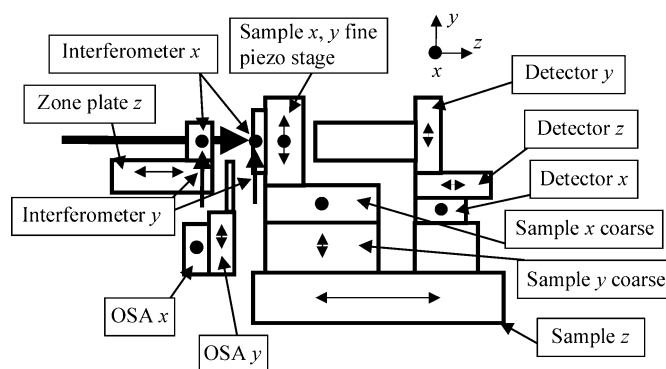 Interferometer x
Sample x, y fine
piezo stage
y
z
x
Detector y
Zone plate z
Detector z
Detector x
Interferometer y
Sample x coarse
Sample y coarse
OSA x
OSA y
Sample z